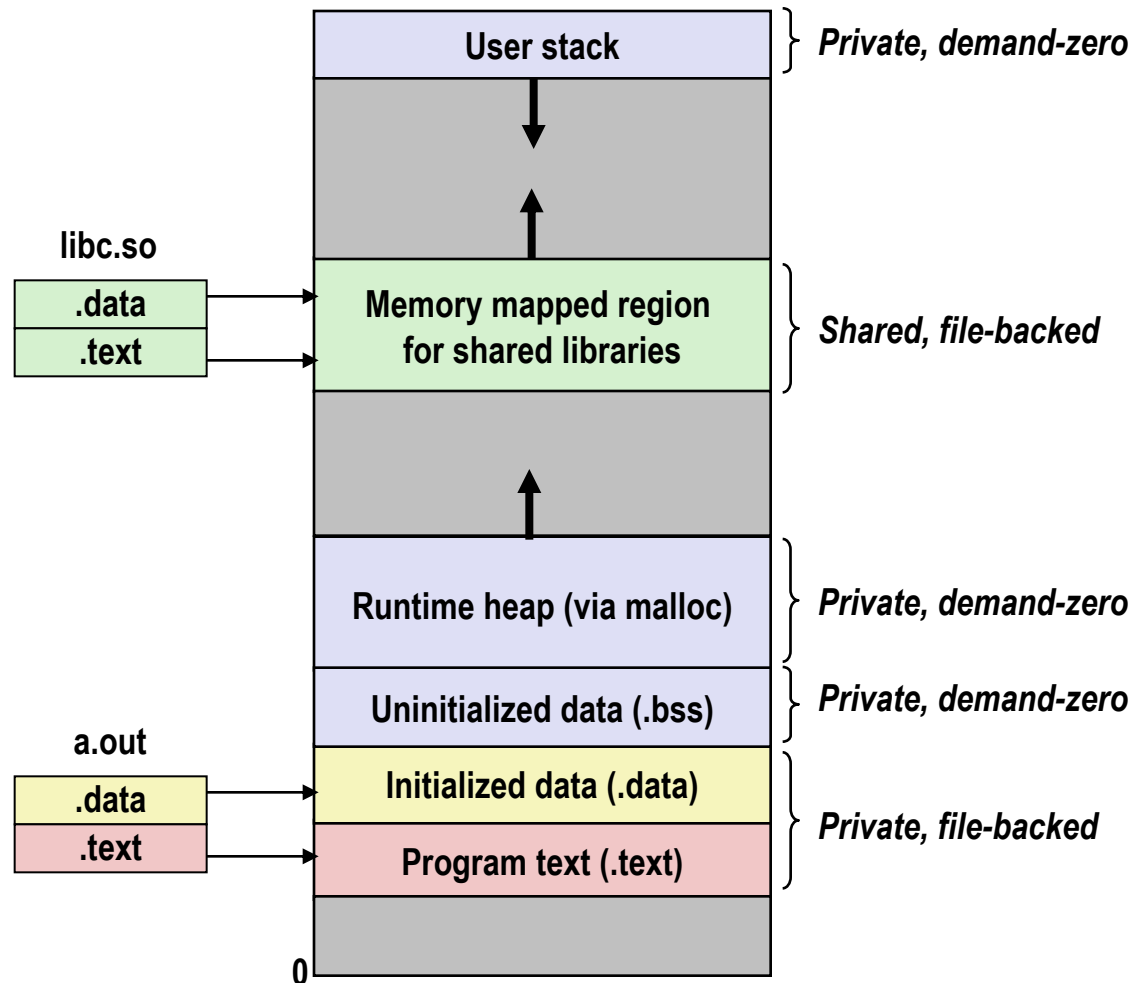 User stack
Private, demand-zero
libc.so
.data
.text
Memory mapped region
for shared libraries
Shared, file-backed
Runtime heap (via malloc)
Private, demand-zero
Uninitialized data (.bss)
Private, demand-zero
a.out
.data
.text
Initialized data (.data)
Program text (.text)
Private, file-backed
0